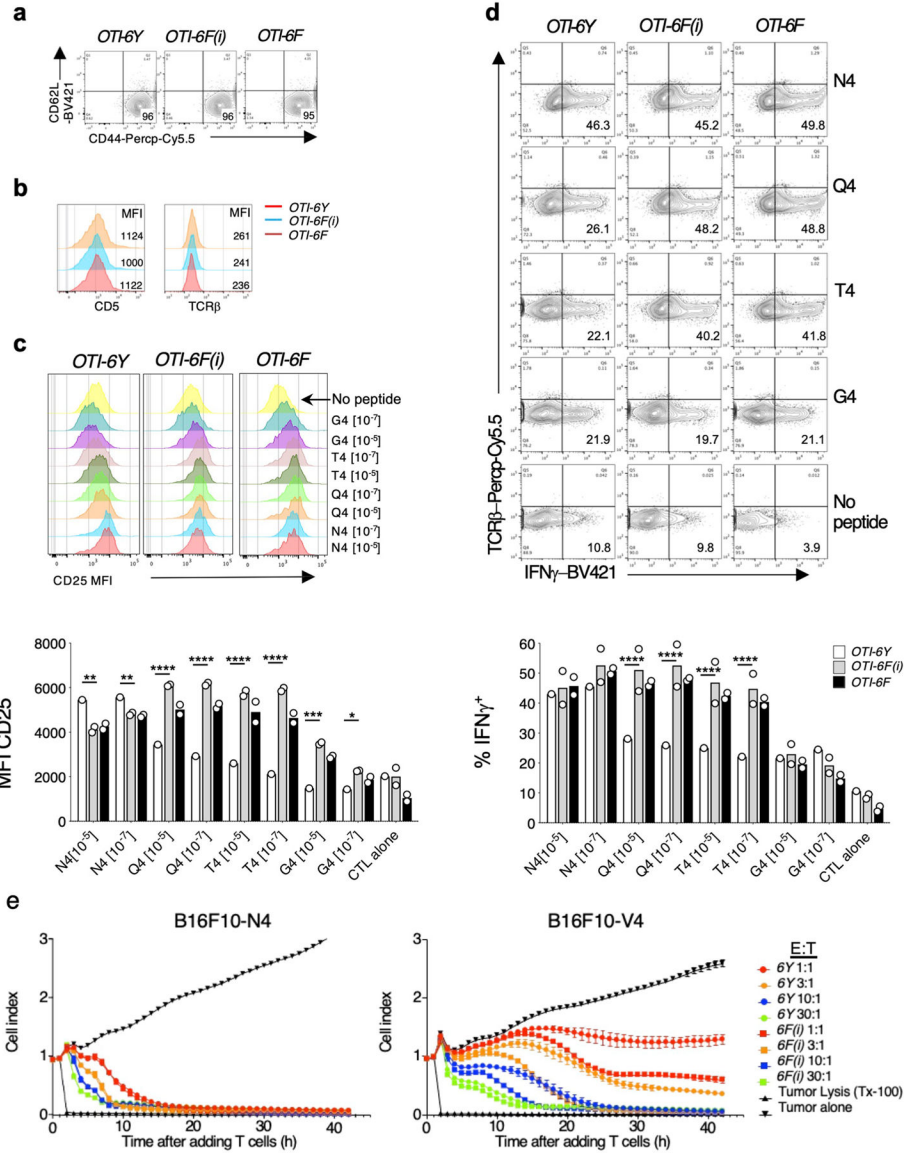 a
OTI-6Y OTI-6F(i) OTI-6F
CD62L
-BV421
96 96 95
CD44-Percp-Cy5.5
b
MFI MFI
1124 261
1000 241
1122 236
CD5 TCRβ
OTI-6Y
OTI-6F(i)
OTI-6F
c
OTI-6Y OTI-6F(i) OTI-6F
No peptide
G4 [10⁻⁷]
G4 [10⁻⁵]
T4 [10⁻⁷]
T4 [10⁻⁵]
Q4 [10⁻⁷]
Q4 [10⁻⁵]
N4 [10⁻⁷]
N4 [10⁻⁵]
CD25 MFI
d
OTI-6Y OTI-6F(i) OTI-6F
46.3 45.2 49.8 N4
26.1 48.2 48.8 Q4
22.1 40.2 41.8 T4
21.9 19.7 21.1 G4
10.8 9.8 3.9 No
peptide
TCRβ–Percp-Cy5.5
IFNγ–BV421
MFI CD25
8000
6000
4000
2000
0
** ** **** **** **** **** *** *
N4[10⁻⁵] N4 [10⁻⁷] Q4 [10⁻⁵] Q4 [10⁻⁷] T4 [10⁻⁵] T4 [10⁻⁷] G4 [10⁻⁵] G4 [10⁻⁷] CTL alone
% IFNγ⁺
60
50
40
30
20
10
0
**** **** **** ****
N4[10⁻⁵] N4 [10⁻⁷] Q4 [10⁻⁵] Q4 [10⁻⁷] T4 [10⁻⁵] T4 [10⁻⁷] G4 [10⁻⁵] G4 [10⁻⁷] CTL alone
OTI-6Y
OTI-6F(i)
OTI-6F
e
B16F10-N4
Cell index
3
2
1
0
0 10 20 30 40
Time after adding T cells (h)
B16F10-V4
Cell index
3
2
1
0
0 10 20 30 40
Time after adding T cells (h)
E:T
6Y 1:1
6Y 3:1
6Y 10:1
6Y 30:1
6F(i) 1:1
6F(i) 3:1
6F(i) 10:1
6F(i) 30:1
Tumor Lysis (Tx-100)
Tumor alone